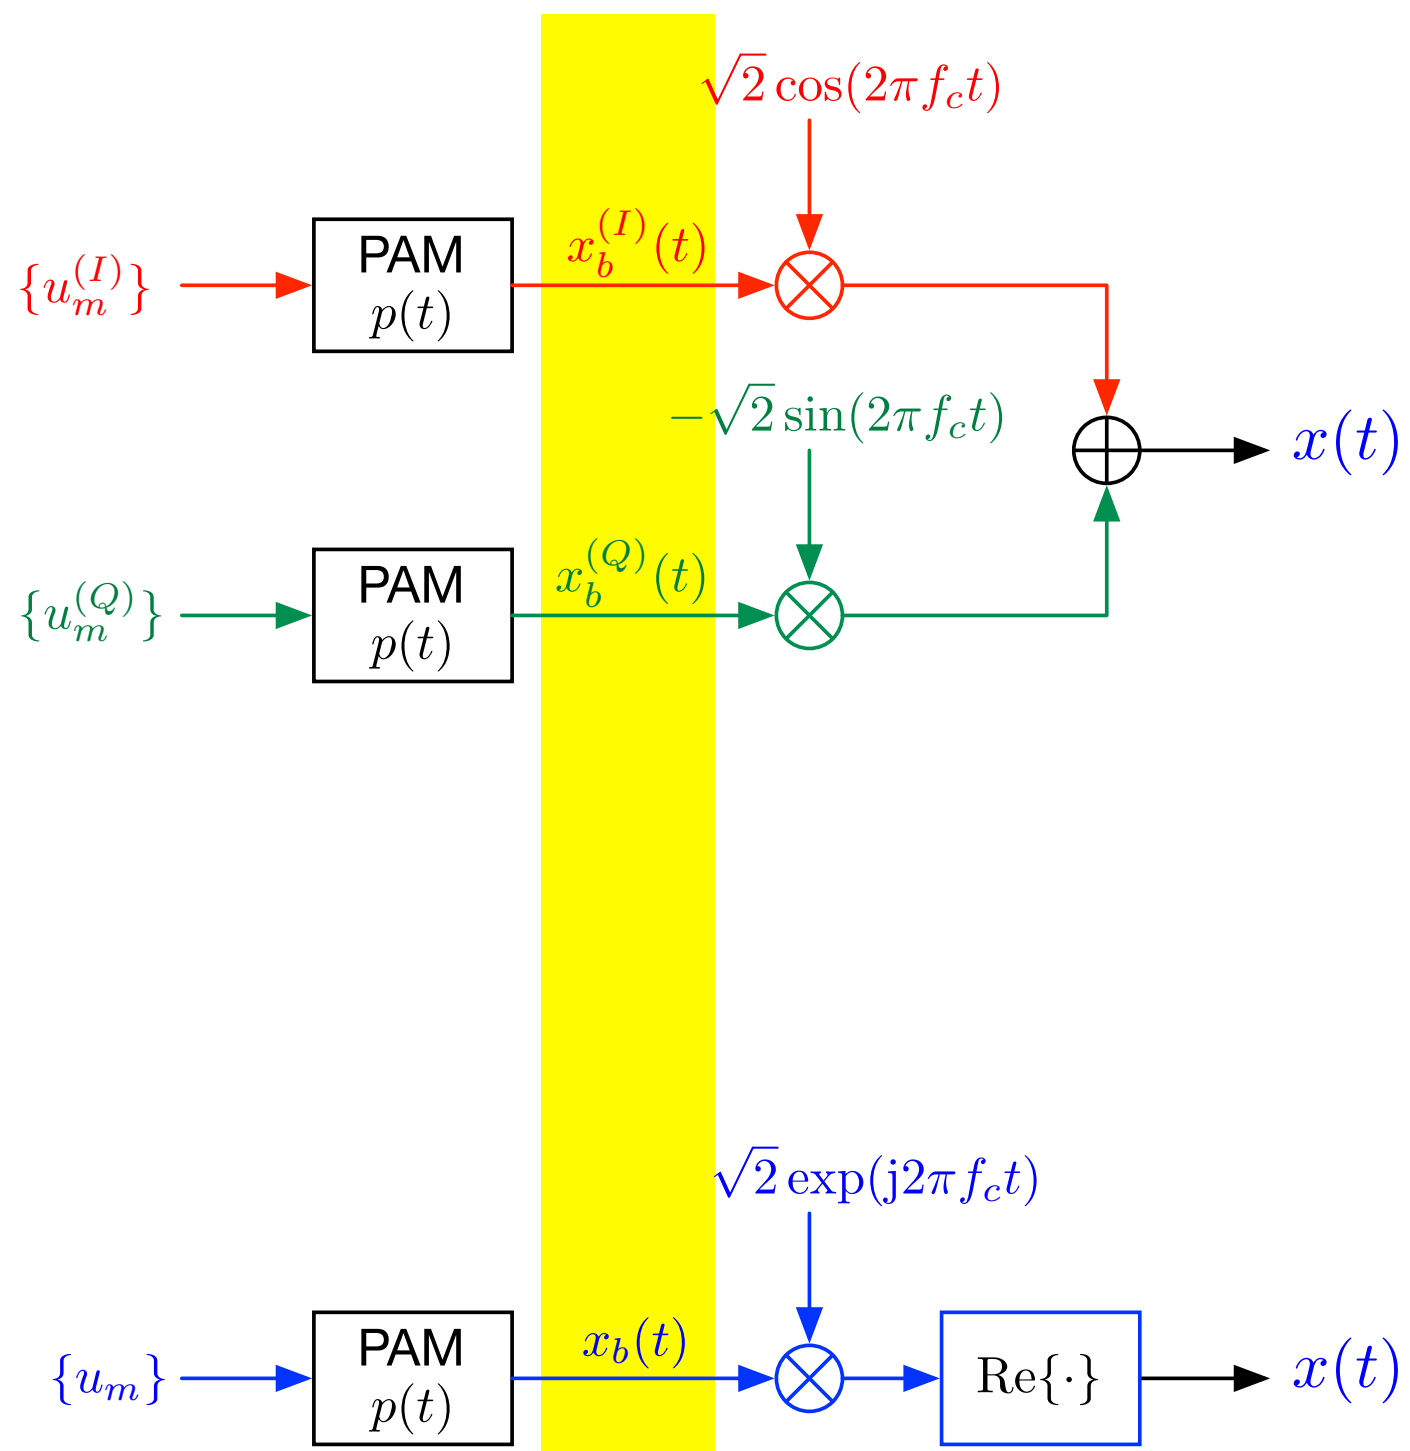 √2 cos(2πf_c t)
{u_m^(I)}
PAM
p(t)
x_b^(I)(t)
−√2 sin(2πf_c t)
x(t)
{u_m^(Q)}
PAM
p(t)
x_b^(Q)(t)
√2 exp(j2πf_c t)
{u_m}
PAM
p(t)
x_b(t)
Re{·}
x(t)